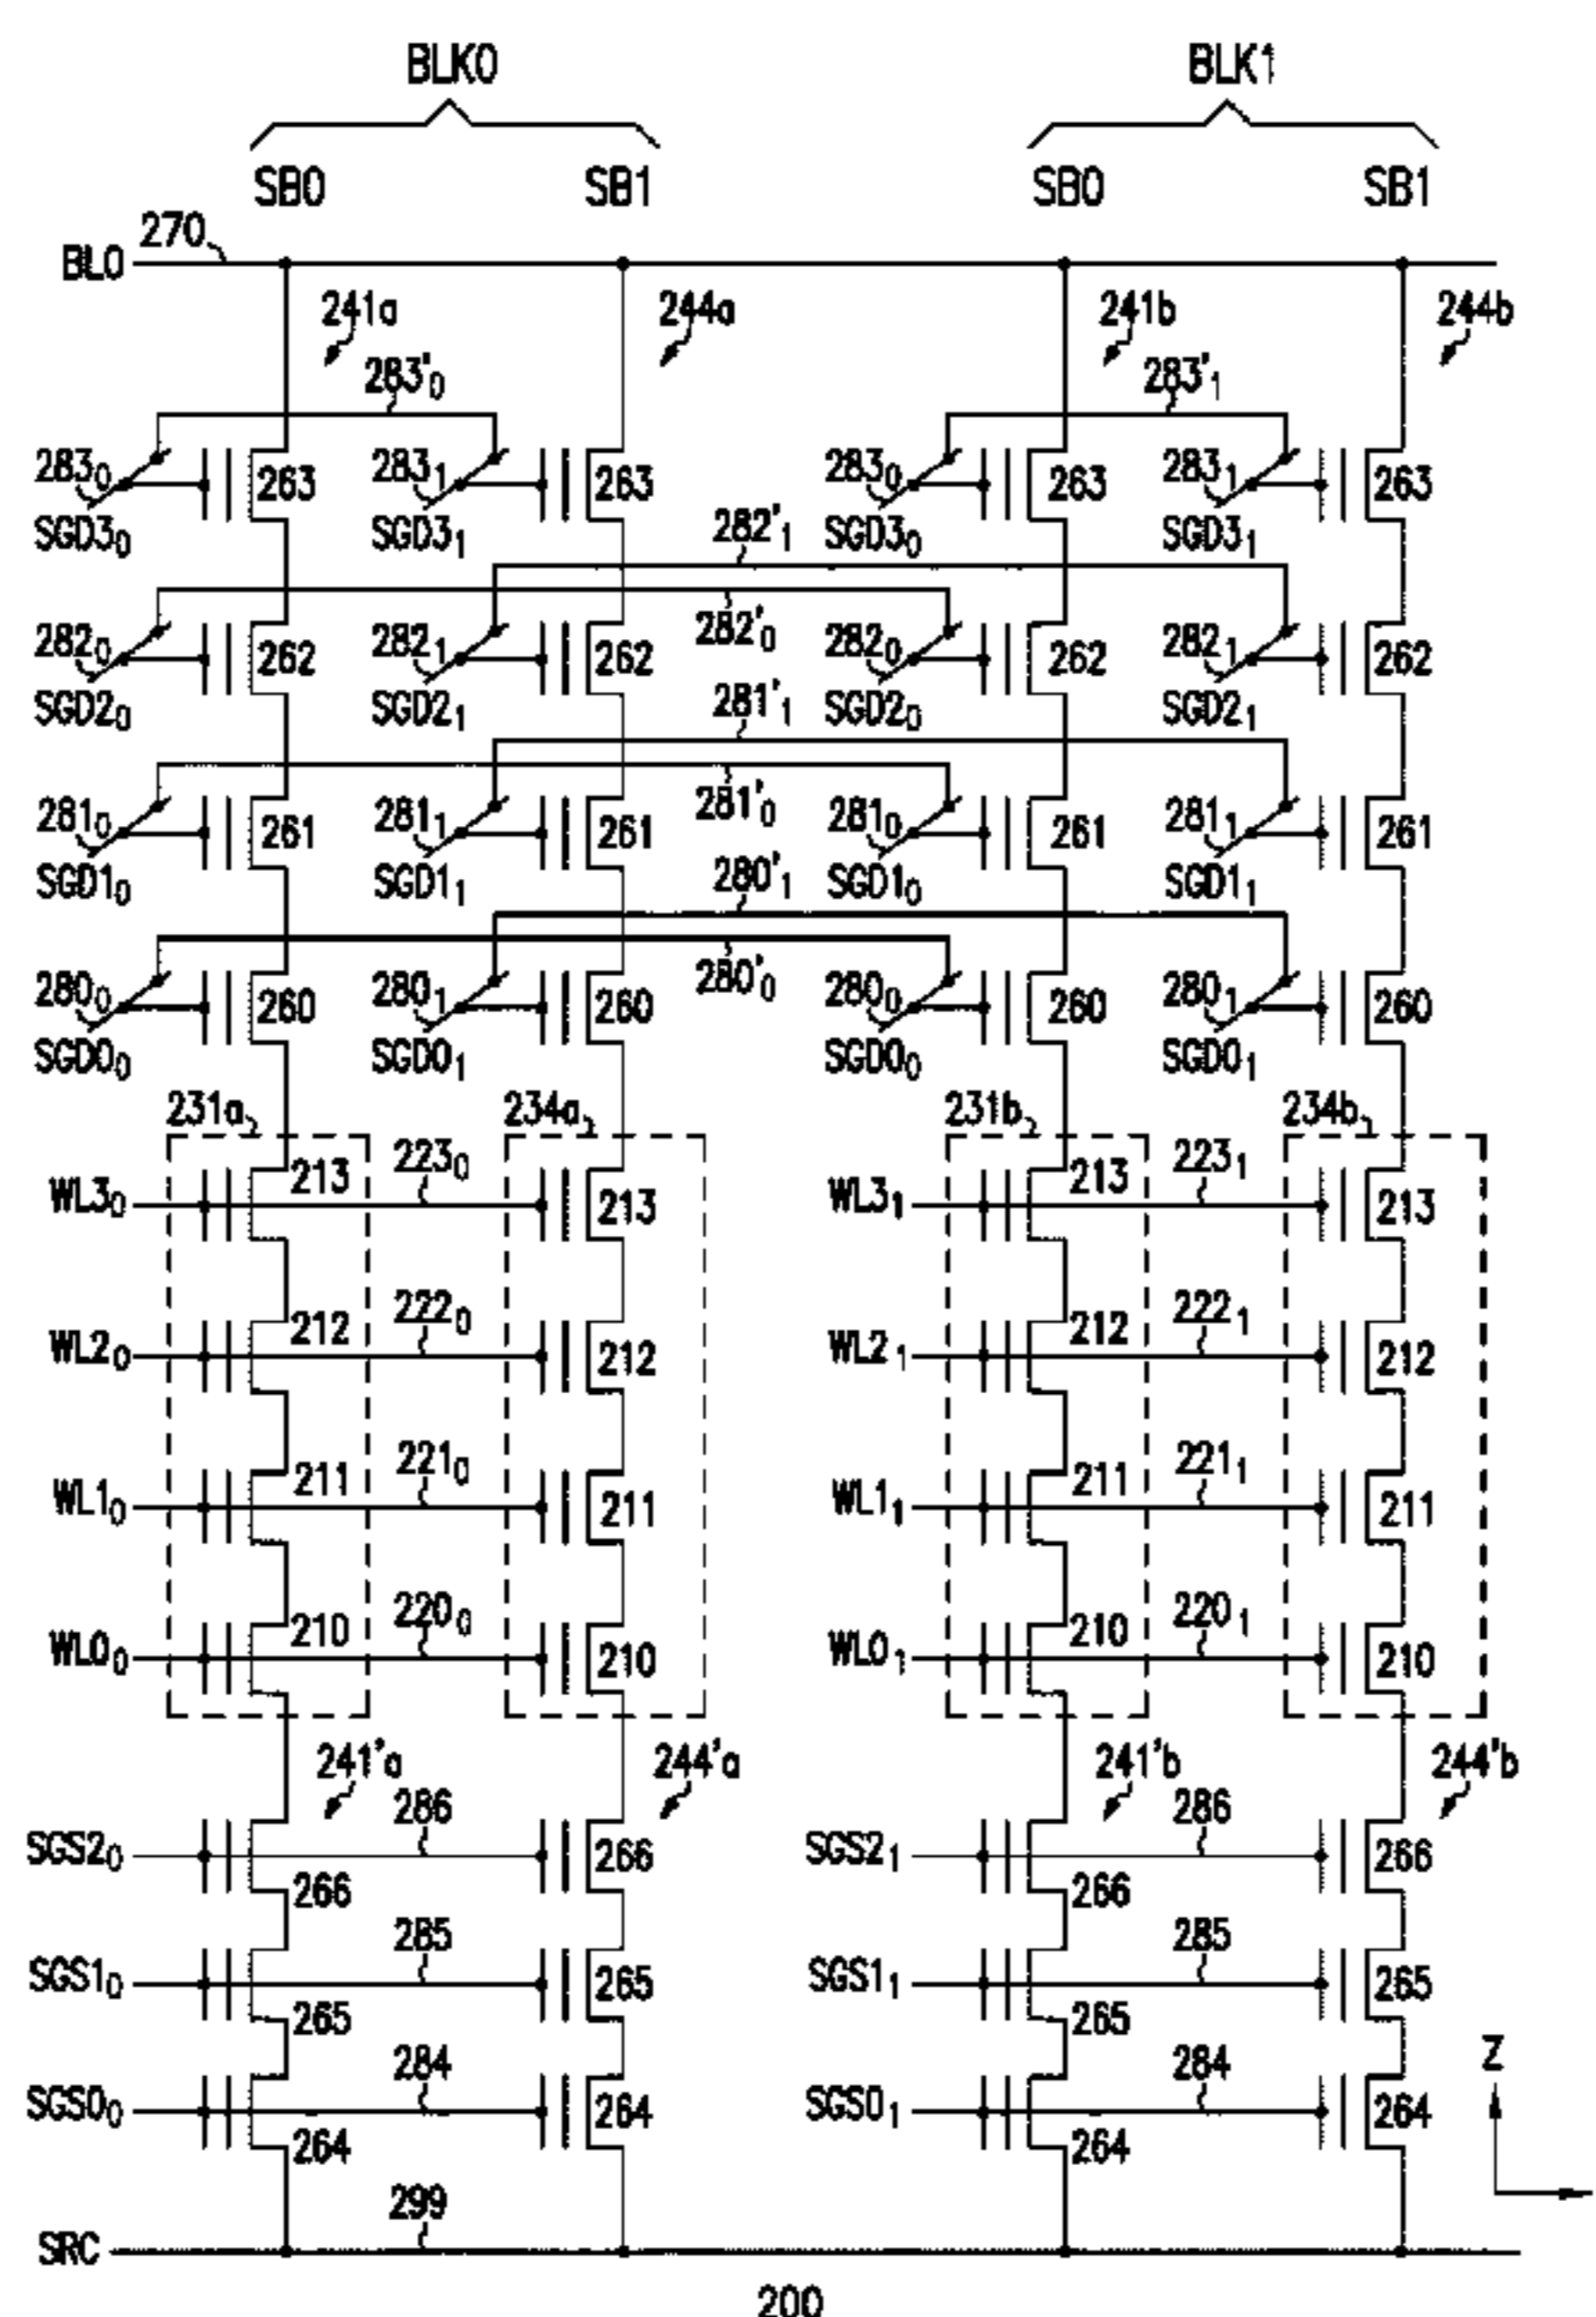 BLK0 BLK1
SB0 SB1 SB0 SB1
270
BL0
241a 244a 241b 244b
283'₀ 283'₁
283₀ 263 283₁ 263 283₀ 263 283₁ 263
SGD3₀ SGD3₁ SGD3₀ SGD3₁
282'₁
282'₀
282₀ 262 282₁ 262 282₀ 262 282₁ 262
SGD2₀ SGD2₁ SGD2₀ SGD2₁
281'₁
281'₀
281₀ 261 281₁ 261 281₀ 261 281₁ 261
SGD1₀ SGD1₁ SGD1₀ SGD1₁
280'₁
280'₀
280₀ 260 280₁ 260 280₀ 260 280₁ 260
SGD0₀ SGD0₁ SGD0₀ SGD0₁
231a 234a 231b 234b
WL3₀ 213 223₀ 213 WL3₁ 213 223₁ 213
WL2₀ 212 222₀ 212 WL2₁ 212 222₁ 212
WL1₀ 211 221₀ 211 WL1₁ 211 221₁ 211
WL0₀ 210 220₀ 210 WL0₁ 210 220₁ 210
241'a 244'a 241'b 244'b
SGS2₀ 286 266 SGS2₁ 286 266
266 266
SGS1₀ 285 265 SGS1₁ 285 265
265 265
SGS0₀ 284 264 SGS0₁ 284 264
264 264
Z
299
SRC
200